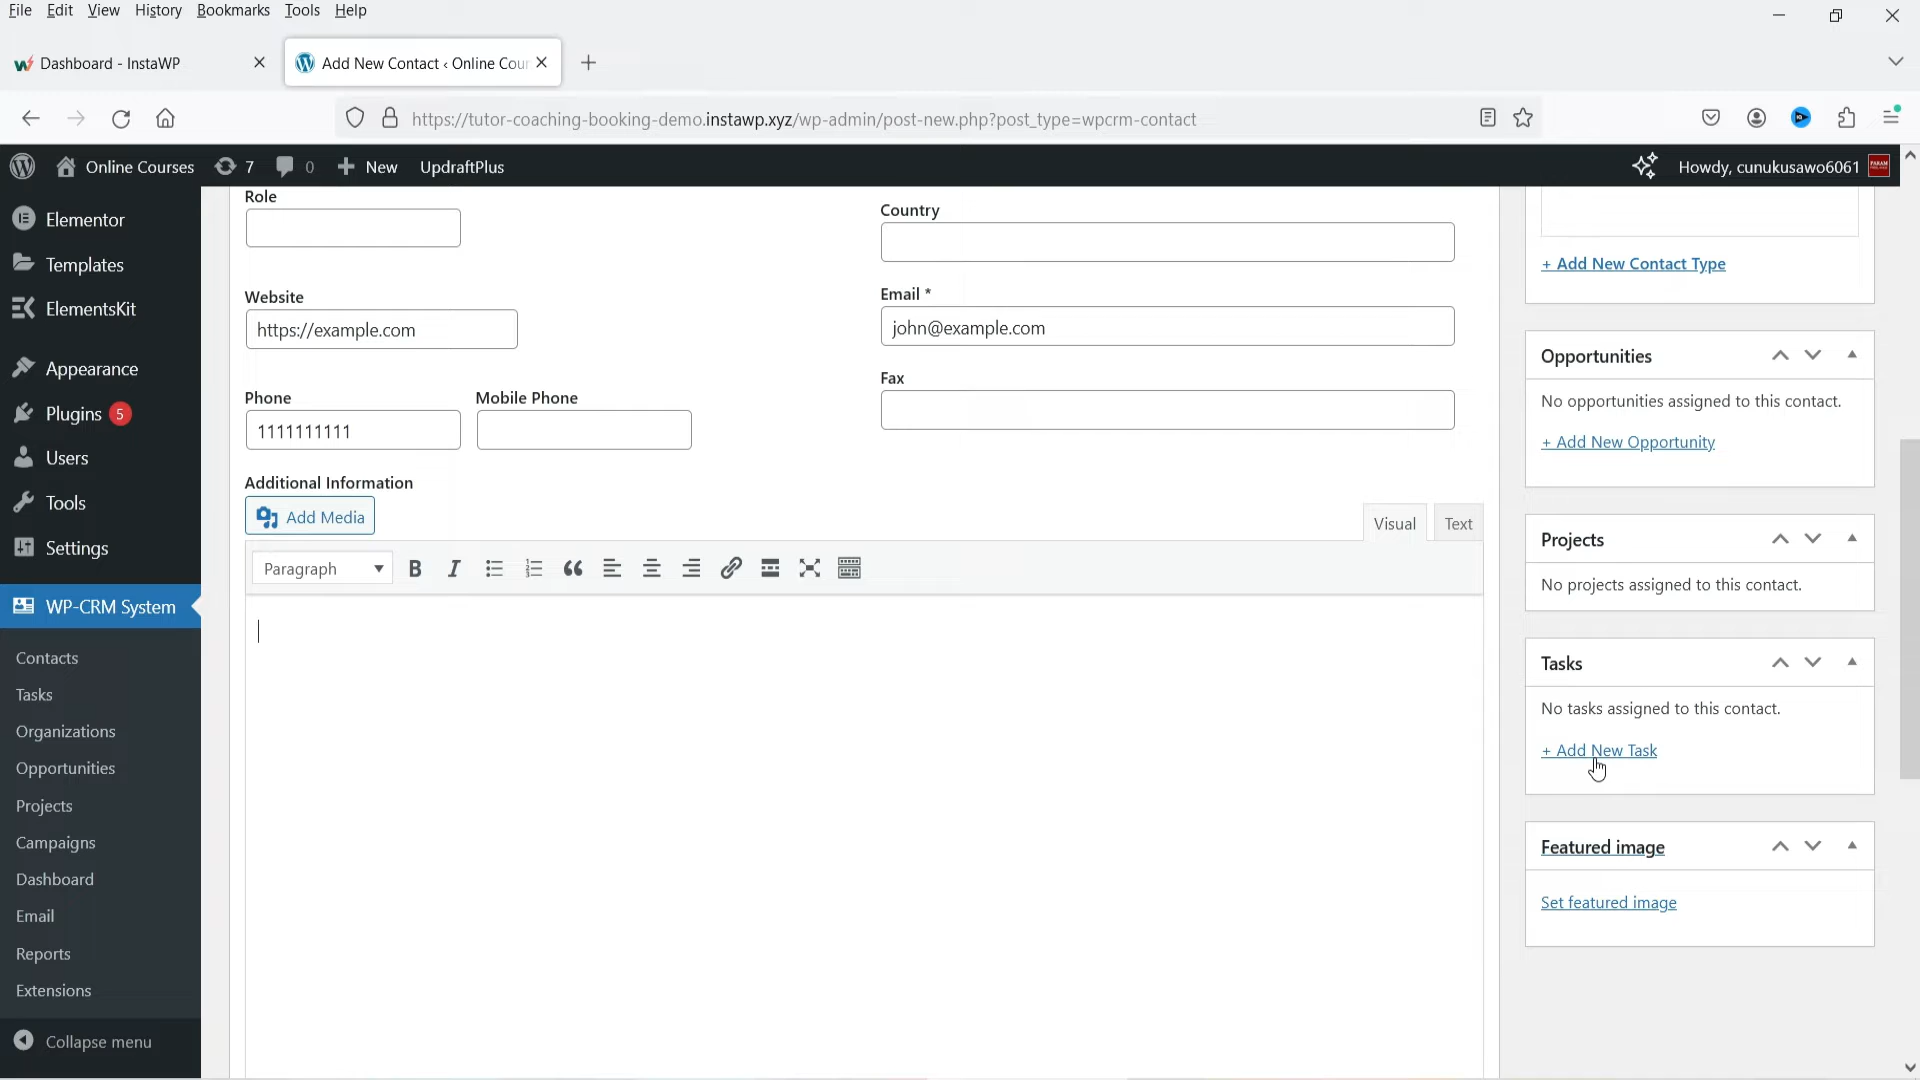 File Edit View History Bookmarks Tools Help
Dashboard - InstaWP
Add New Contact ‹ Online Cour
https://tutor-coaching-booking-demo.instawp.xyz/wp-admin/post-new.php?post_type=wpcrm-contact
Online Courses 7 0 New UpdraftPlus
Howdy, cunukusawo6061
Elementor
Templates
ElementsKit
Appearance
Plugins 5
Users
Tools
Settings
WP-CRM System
Contacts
Tasks
Organizations
Opportunities
Projects
Campaigns
Dashboard
Email
Reports
Extensions
Collapse menu
Role
Country
Website
https://example.com
Email *
john@example.com
Fax
Phone Mobile Phone
1111111111
Additional Information
Add Media
Visual Text
Paragraph
+ Add New Contact Type
Opportunities
No opportunities assigned to this contact.
+ Add New Opportunity
Projects
No projects assigned to this contact.
Tasks
No tasks assigned to this contact.
+ Add New Task
Featured image
Set featured image